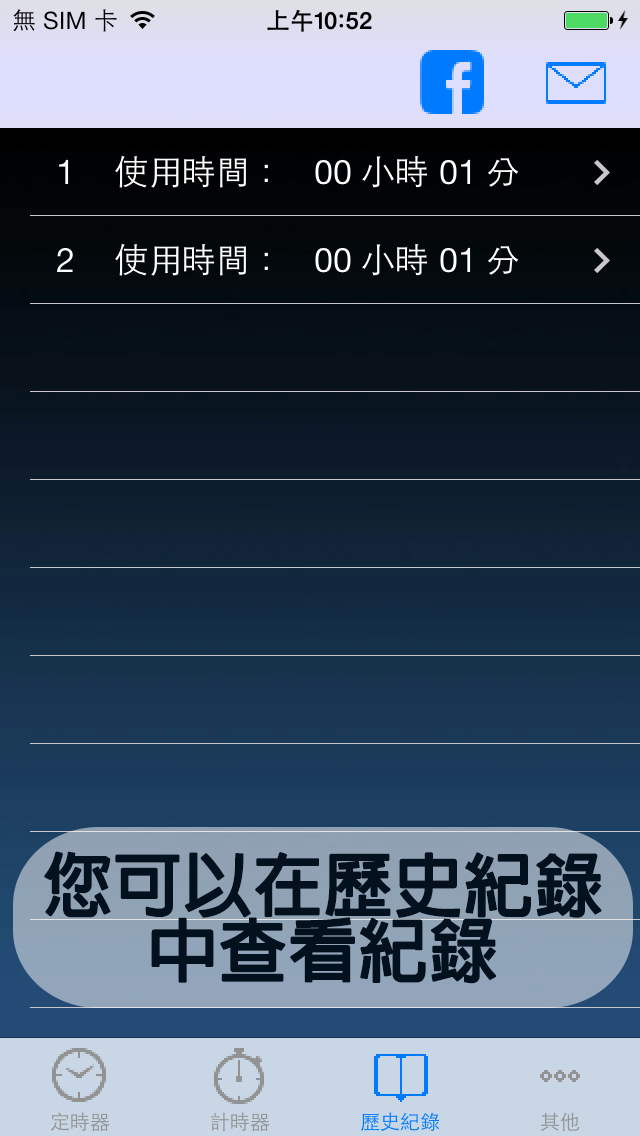 無 SIM 卡 上午10:52
1 使用時間： 00 小時 01 分
2 使用時間： 00 小時 01 分
您可以在歷史紀錄
中查看紀錄
定時器 計時器 歷史紀錄 其他